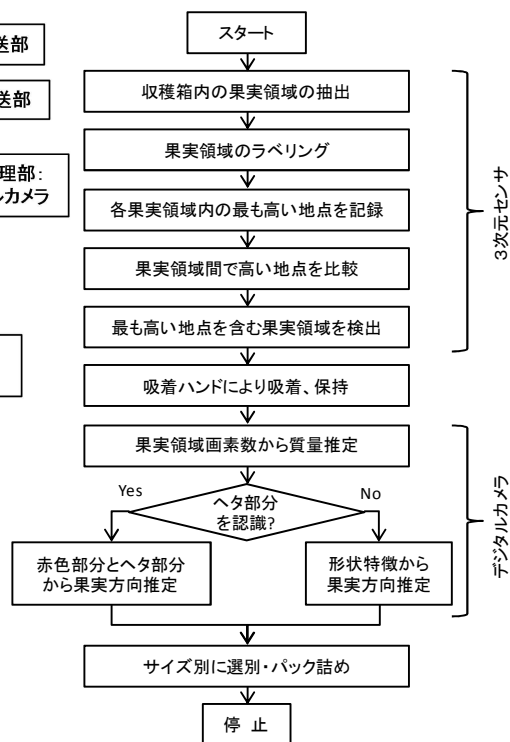 送部
送部
理部:
ルカメラ
スタート
収穫箱内の果実領域の抽出
果実領域のラベリング
各果実領域内の最も高い地点を記録
果実領域間で高い地点を比較
最も高い地点を含む果実領域を検出
3次元センサ
吸着ハンドにより吸着、保持
果実領域画素数から質量推定
Yes
ヘタ部分
を認識?
No
赤色部分とヘタ部分
から果実方向推定
形状特徴から
果実方向推定
デジタルカメラ
サイズ別に選別・パック詰め
停 止